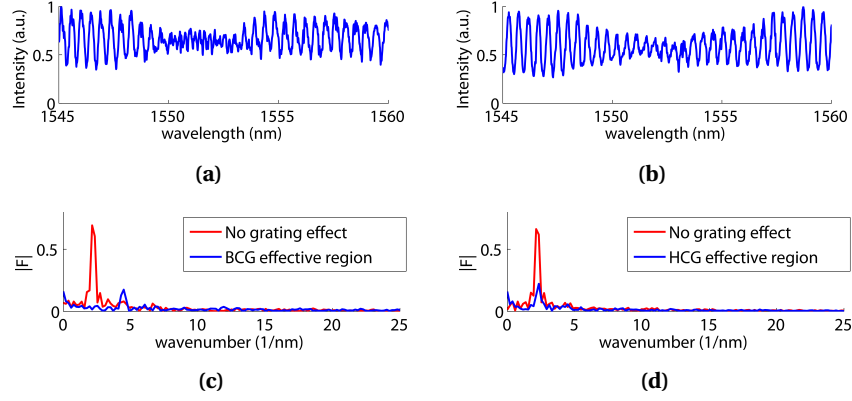 1
0.5
0
Intensity (a.u.)
1545 1550 1555 1560
wavelength (nm)
(a)
1
0.5
0
Intensity (a.u.)
1545 1550 1555 1560
wavelength (nm)
(b)
0.5
0
|F|
No grating effect
BCG effective region
0 5 10 15 20 25
wavenumber (1/nm)
(c)
0.5
0
|F|
No grating effect
HCG effective region
0 5 10 15 20 25
wavenumber (1/nm)
(d)